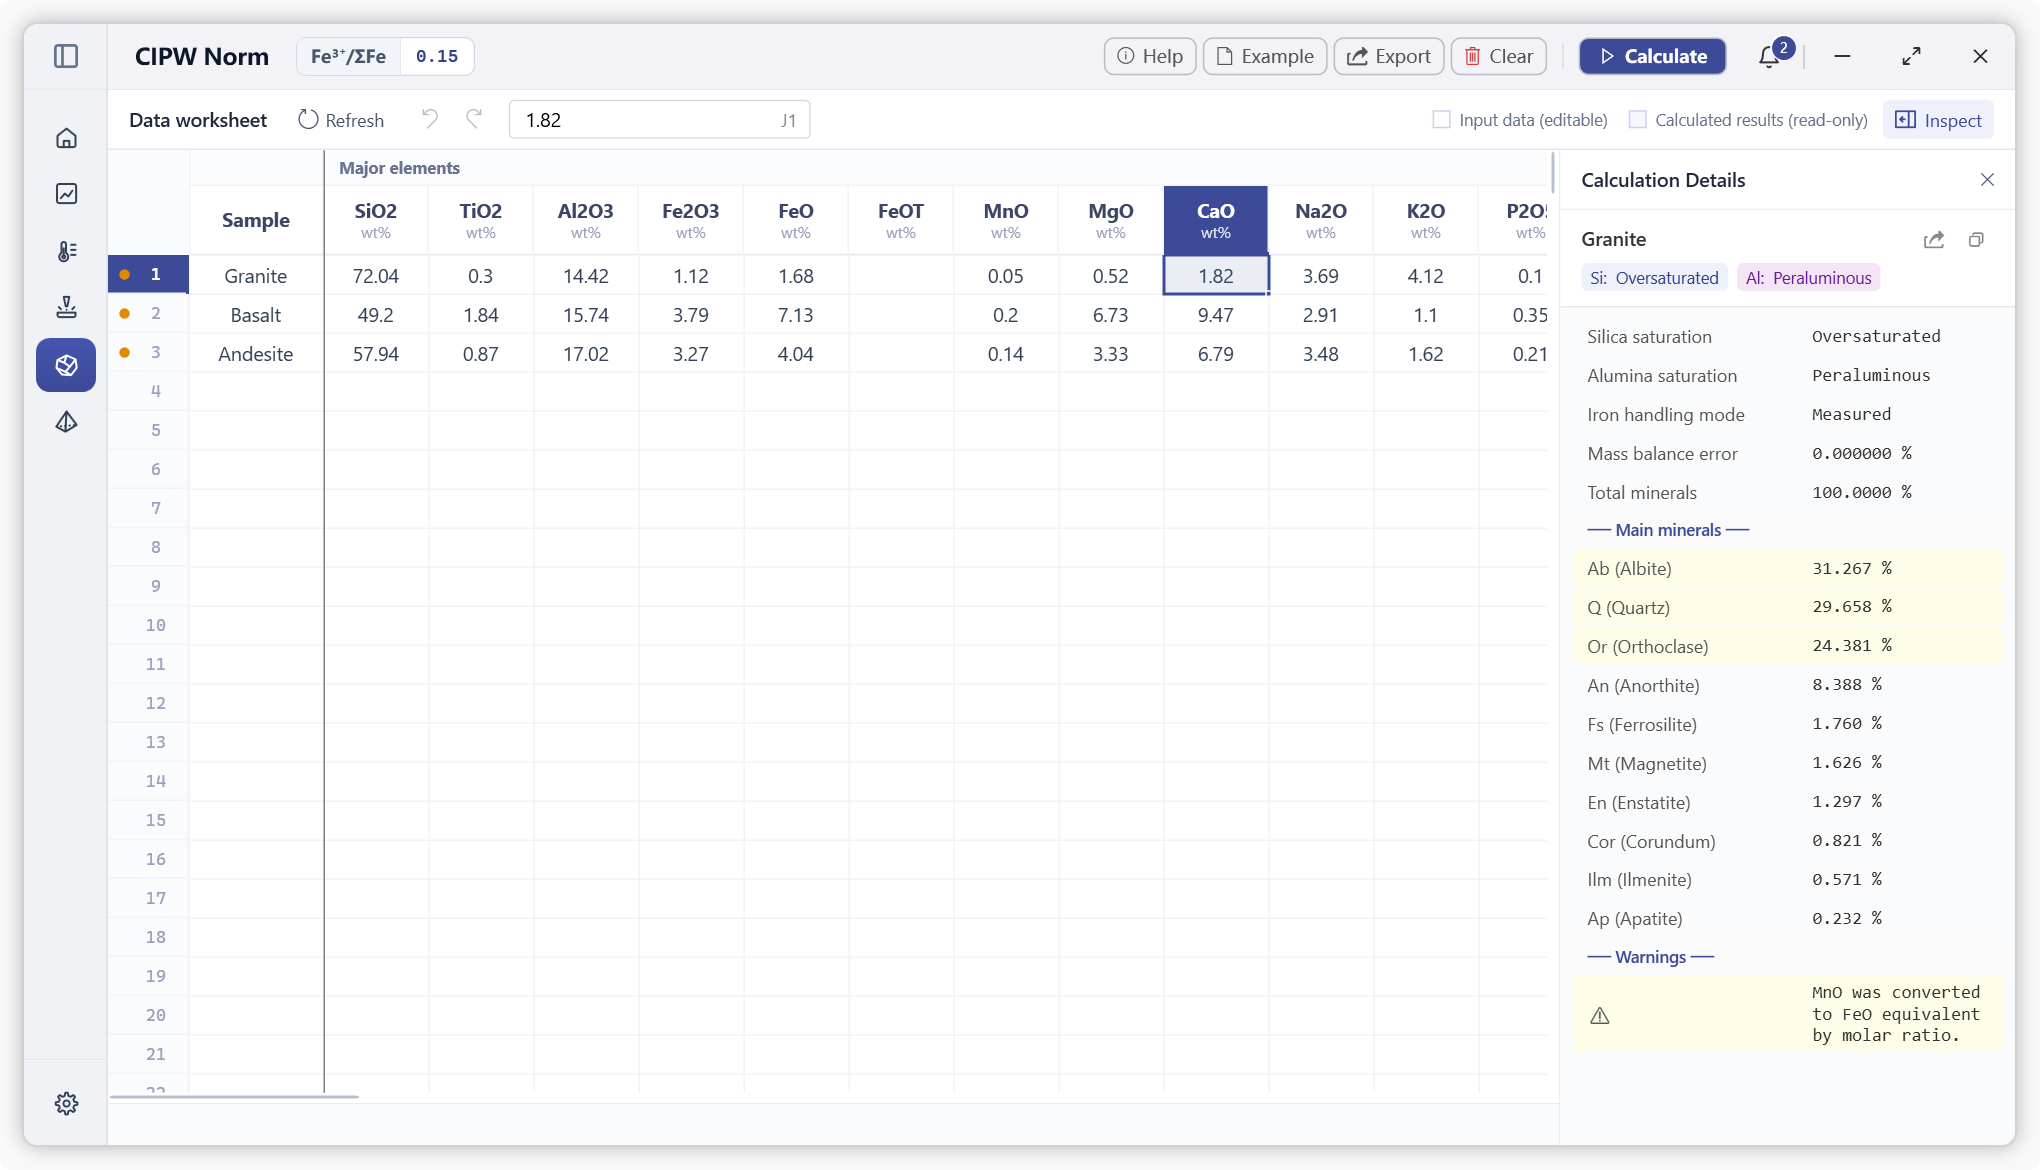 CIPW Norm Fe³⁺/ΣFe 0.15 Help Example Export Clear Calculate 2
Data worksheet Refresh 1.82 J1 Input data (editable) Calculated results (read-only) Inspect
Major elements
Sample SiO2 TiO2 Al2O3 Fe2O3 FeO FeOT MnO MgO CaO Na2O K2O
wt% wt% wt% wt% wt% wt% wt% wt% wt% wt% wt% wt%
1 Granite 72.04 0.3 14.42 1.12 1.68 0.05 0.52 1.82 3.69 4.12 0.1
2 Basalt 49.2 1.84 15.74 3.79 7.13 0.2 6.73 9.47 2.91 1.1 0.35
3 Andesite 57.94 0.87 17.02 3.27 4.04 0.14 3.33 6.79 3.48 1.62 0.21
4
5
6
7
8
9
10
11
12
13
14
15
16
17
18
19
20
21
Calculation Details
Granite
Si: Oversaturated Al: Peraluminous
Silica saturation Oversaturated
Alumina saturation Peraluminous
Iron handling mode Measured
Mass balance error 0.000000 %
Total minerals 100.0000 %
── Main minerals ──
Ab (Albite) 31.267 %
Q (Quartz) 29.658 %
Or (Orthoclase) 24.381 %
An (Anorthite) 8.388 %
Fs (Ferrosilite) 1.760 %
Mt (Magnetite) 1.626 %
En (Enstatite) 1.297 %
Cor (Corundum) 0.821 %
Ilm (Ilmenite) 0.571 %
Ap (Apatite) 0.232 %
── Warnings ──
MnO was converted
to FeO equivalent
by molar ratio.